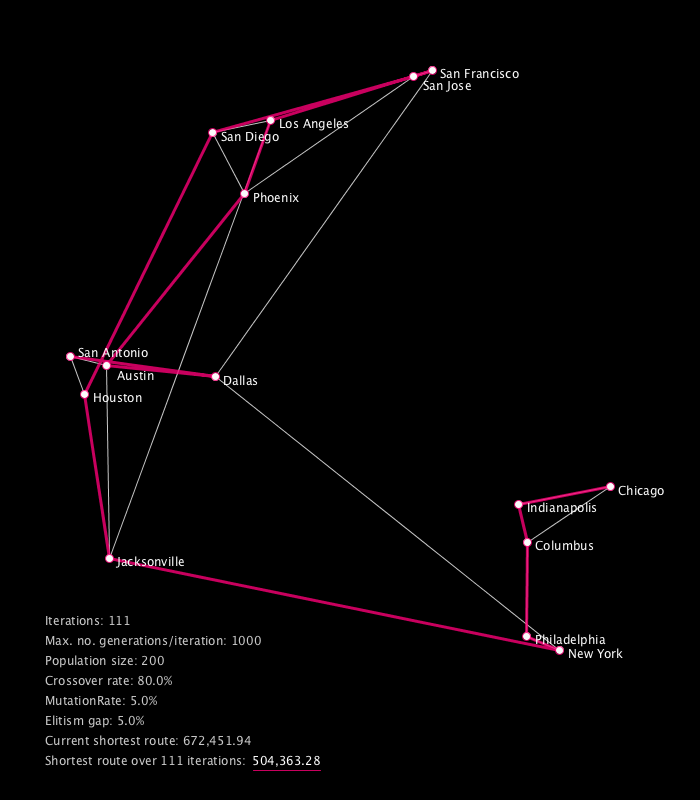 San Francisco
San Jose
Los Angeles
San Diego
Phoenix
San Antonio
Austin
Dallas
Houston
Chicago
Indianapolis
Columbus
Jacksonville
Philadelphia
New York
Iterations: 111
Max. no. generations/iteration: 1000
Population size: 200
Crossover rate: 80.0%
MutationRate: 5.0%
Elitism gap: 5.0%
Current shortest route: 672,451.94
Shortest route over 111 iterations: 504,363.28